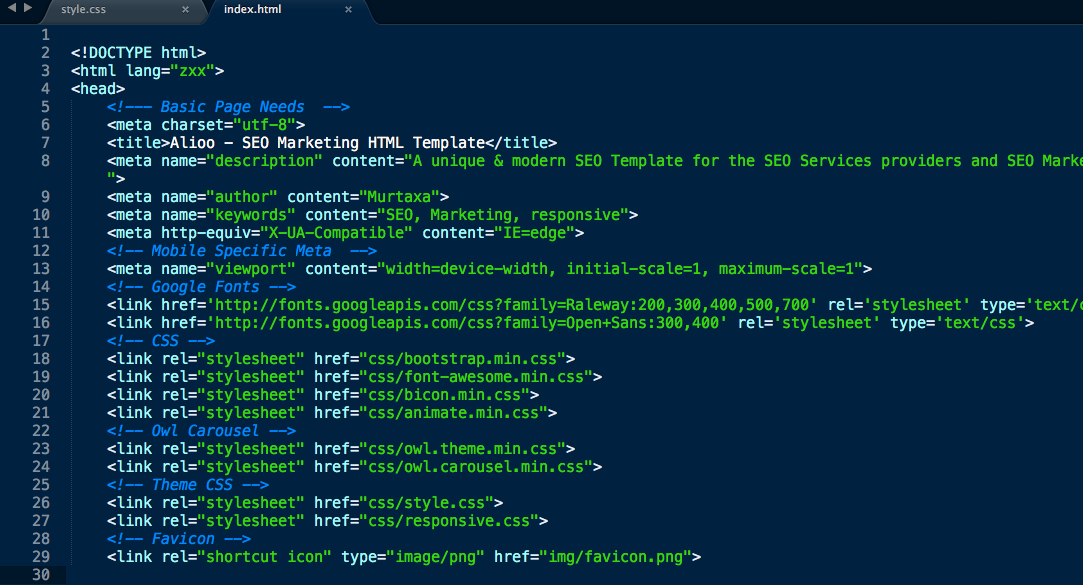 style.css × index.html ×
1
2 <!DOCTYPE html>
3 <html lang="zxx">
4 <head>
5 <!--- Basic Page Needs  -->
6 <meta charset="utf-8">
7 <title>Alioo - SEO Marketing HTML Template</title>
8 <meta name="description" content="A unique & modern SEO Template for the SEO Services providers and SEO Marke
">
9 <meta name="author" content="Murtaxa">
10 <meta name="keywords" content="SEO, Marketing, responsive">
11 <meta http-equiv="X-UA-Compatible" content="IE=edge">
12 <!-- Mobile Specific Meta  -->
13 <meta name="viewport" content="width=device-width, initial-scale=1, maximum-scale=1">
14 <!-- Google Fonts -->
15 <link href='http://fonts.googleapis.com/css?family=Raleway:200,300,400,500,700' rel='stylesheet' type='text/c
16 <link href='http://fonts.googleapis.com/css?family=Open+Sans:300,400' rel='stylesheet' type='text/css'>
17 <!-- CSS -->
18 <link rel="stylesheet" href="css/bootstrap.min.css">
19 <link rel="stylesheet" href="css/font-awesome.min.css">
20 <link rel="stylesheet" href="css/bicon.min.css">
21 <link rel="stylesheet" href="css/animate.min.css">
22 <!-- Owl Carousel -->
23 <link rel="stylesheet" href="css/owl.theme.min.css">
24 <link rel="stylesheet" href="css/owl.carousel.min.css">
25 <!-- Theme CSS -->
26 <link rel="stylesheet" href="css/style.css">
27 <link rel="stylesheet" href="css/responsive.css">
28 <!-- Favicon -->
29 <link rel="shortcut icon" type="image/png" href="img/favicon.png">
30